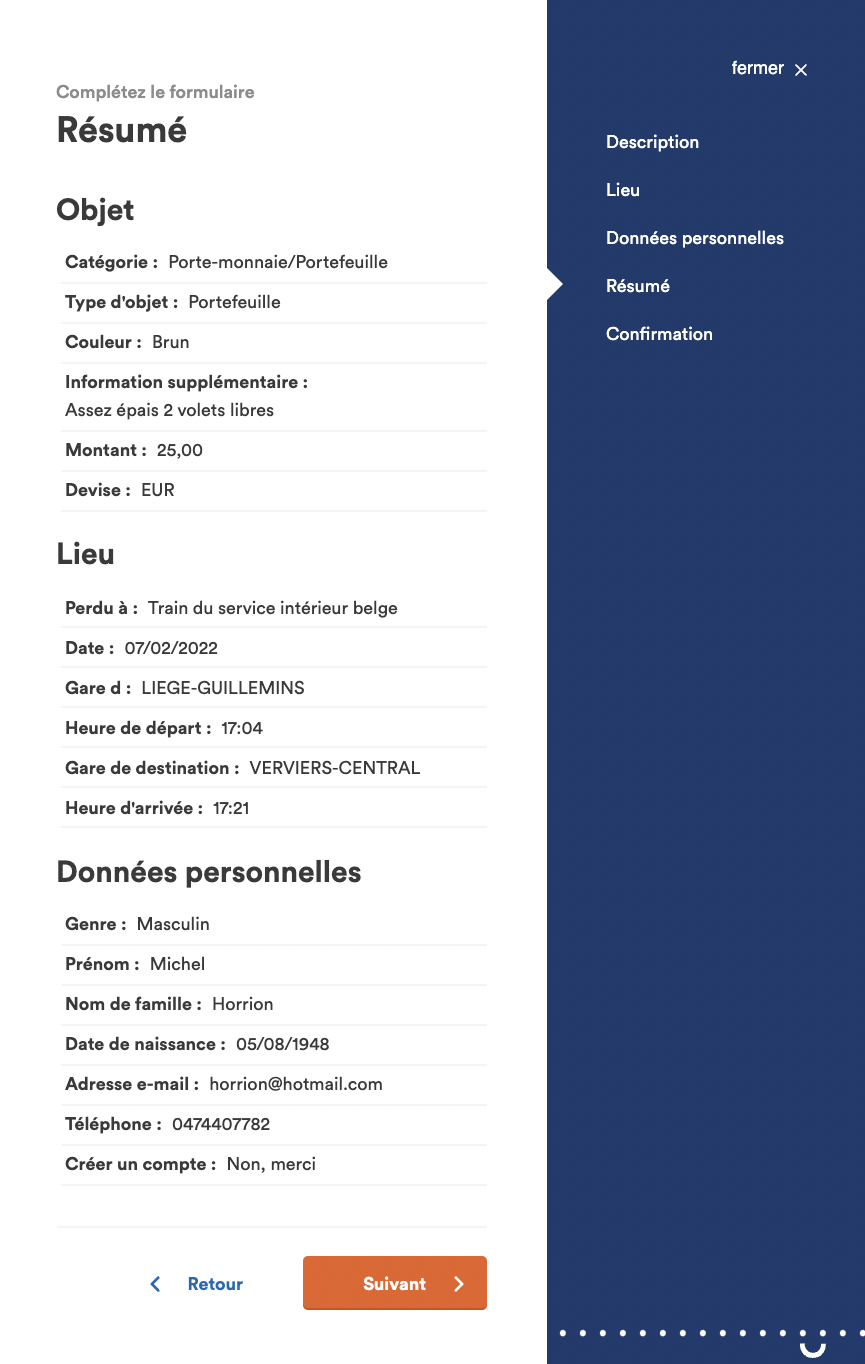 Complétez le formulaire
Résumé
Objet
Catégorie : Porte-monnaie/Portefeuille
Type d'objet : Portefeuille
Couleur : Brun
Information supplémentaire :
Assez épais 2 volets libres
Montant : 25,00
Devise : EUR
Lieu
Perdu à : Train du service intérieur belge
Date : 07/02/2022
Gare d : LIEGE-GUILLEMINS
Heure de départ : 17:04
Gare de destination : VERVIERS-CENTRAL
Heure d'arrivée : 17:21
Données personnelles
Genre : Masculin
Prénom : Michel
Nom de famille : Horrion
Date de naissance : 05/08/1948
Adresse e-mail : horrion@hotmail.com
Téléphone : 0474407782
Créer un compte : Non, merci
Retour
Suivant
fermer
Description
Lieu
Données personnelles
Résumé
Confirmation